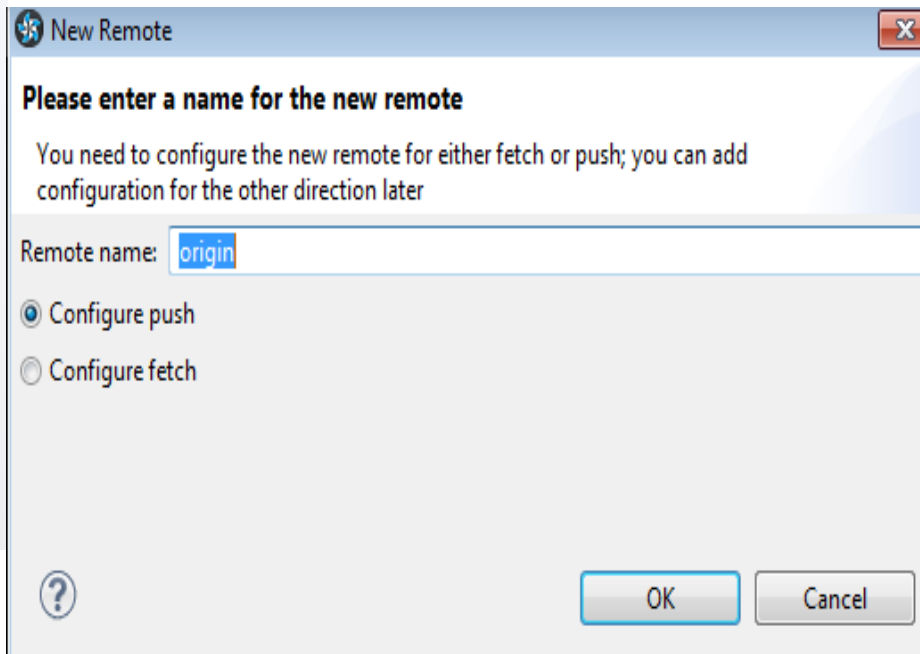 New Remote
Please enter a name for the new remote
You need to configure the new remote for either fetch or push; you can add
configuration for the other direction later
Remote name: origin
Configure push
Configure fetch
?
OK Cancel